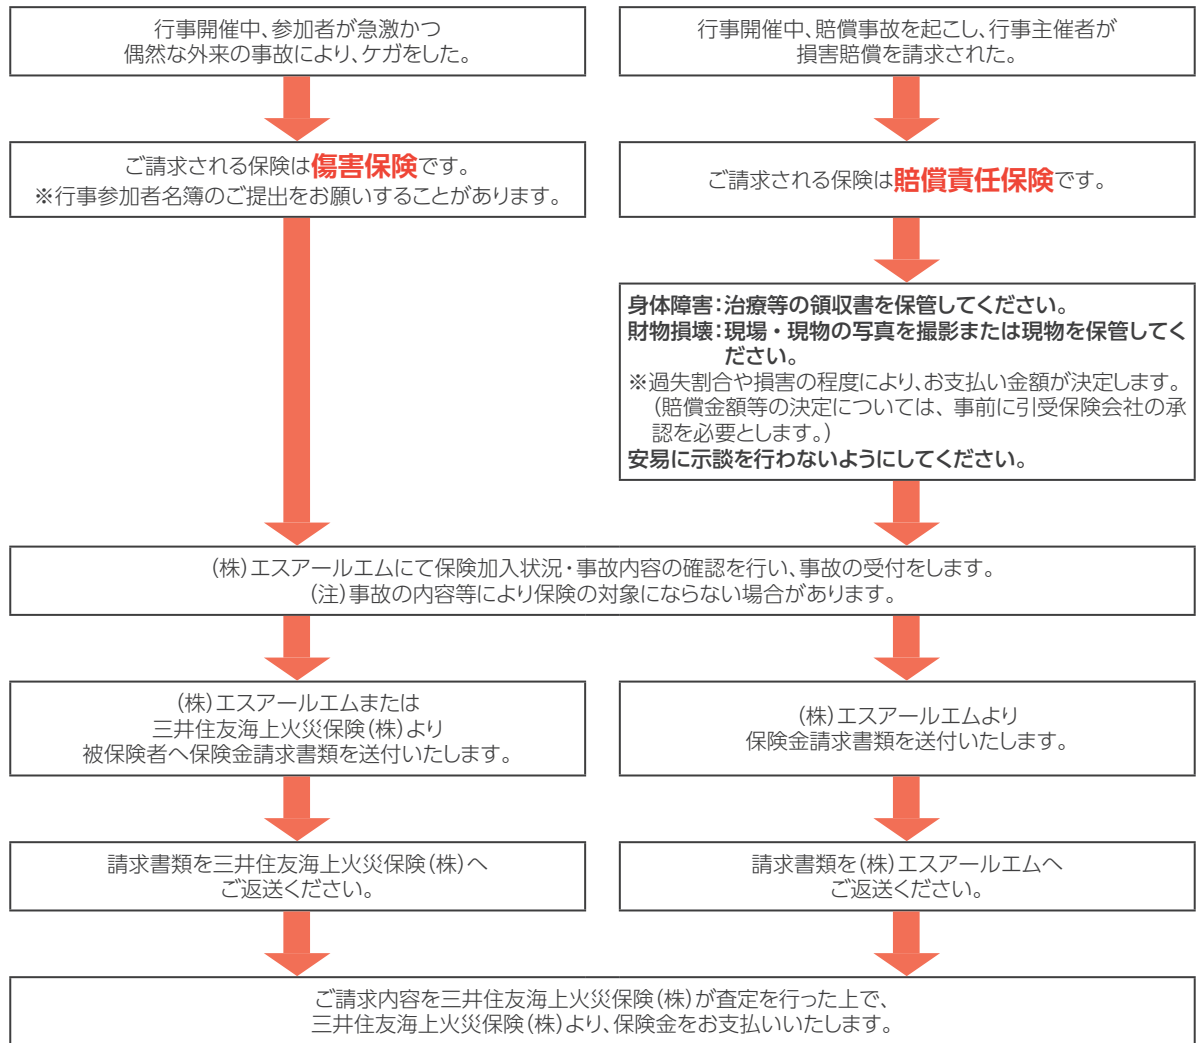 行事開催中、参加者が急激かつ
偶然な外来の事故により、ケガをした。
行事開催中、賠償事故を起こし、行事主催者が
損害賠償を請求された。
ご請求される保険は傷害保険です。
※行事参加者名簿のご提出をお願いすることがあります。
ご請求される保険は賠償責任保険です。
身体障害：治療等の領収書を保管してください。
財物損壊：現場・現物の写真を撮影または現物を保管してく
ださい。
※過失割合や損害の程度により、お支払い金額が決定します。
（賠償金額等の決定については、事前に引受保険会社の承
認を必要とします。）
安易に示談を行わないようにしてください。
（株）エスアールエムにて保険加入状況・事故内容の確認を行い、事故の受付をします。
（注）事故の内容等により保険の対象にならない場合があります。
（株）エスアールエムまたは
三井住友海上火災保険（株）より
被保険者へ保険金請求書類を送付いたします。
（株）エスアールエムより
保険金請求書類を送付いたします。
請求書類を三井住友海上火災保険（株）へ
ご返送ください。
請求書類を（株）エスアールエムへ
ご返送ください。
ご請求内容を三井住友海上火災保険（株）が査定を行った上で、
三井住友海上火災保険（株）より、保険金をお支払いいたします。